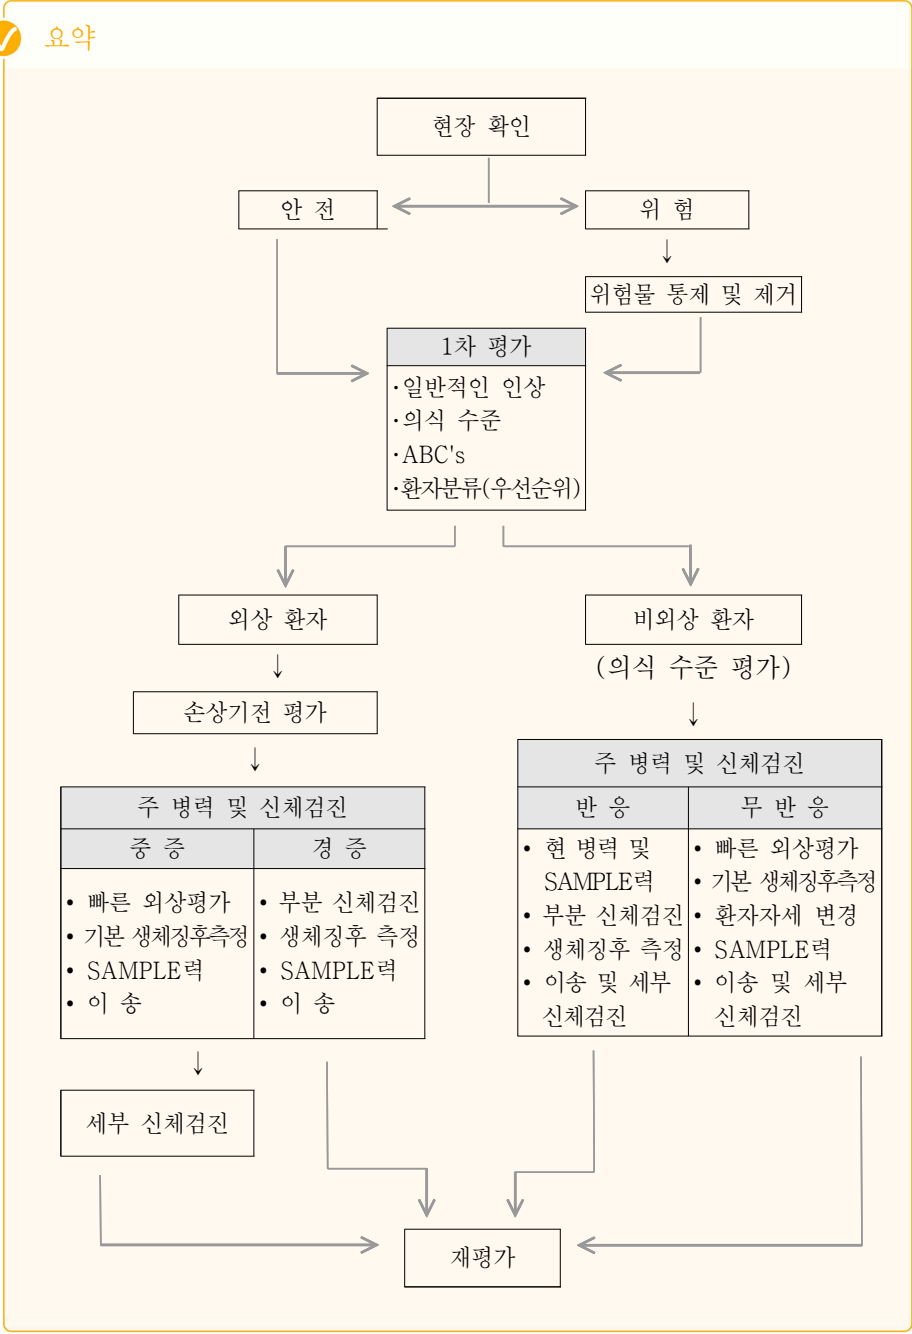 요약
현장 확인
안 전
위 험
↓
위험물 통제 및 제거
1차 평가
·일반적인 인상
·의식 수준
·ABC's
·환자분류(우선순위)
외상 환자
↓
손상기전 평가
↓
주 병력 및 신체검진
중 증
경 증
• 빠른 외상평가
• 기본 생체징후측정
• SAMPLE력
• 이 송
• 부분 신체검진
• 생체징후 측정
• SAMPLE력
• 이 송
↓
세부 신체검진
비외상 환자
(의식 수준 평가)
↓
주 병력 및 신체검진
반 응
무 반 응
• 현 병력 및
SAMPLE력
• 부분 신체검진
• 생체징후 측정
• 이송 및 세부
신체검진
• 빠른 외상평가
• 기본 생체징후측정
• 환자자세 변경
• SAMPLE력
• 이송 및 세부
신체검진
재평가